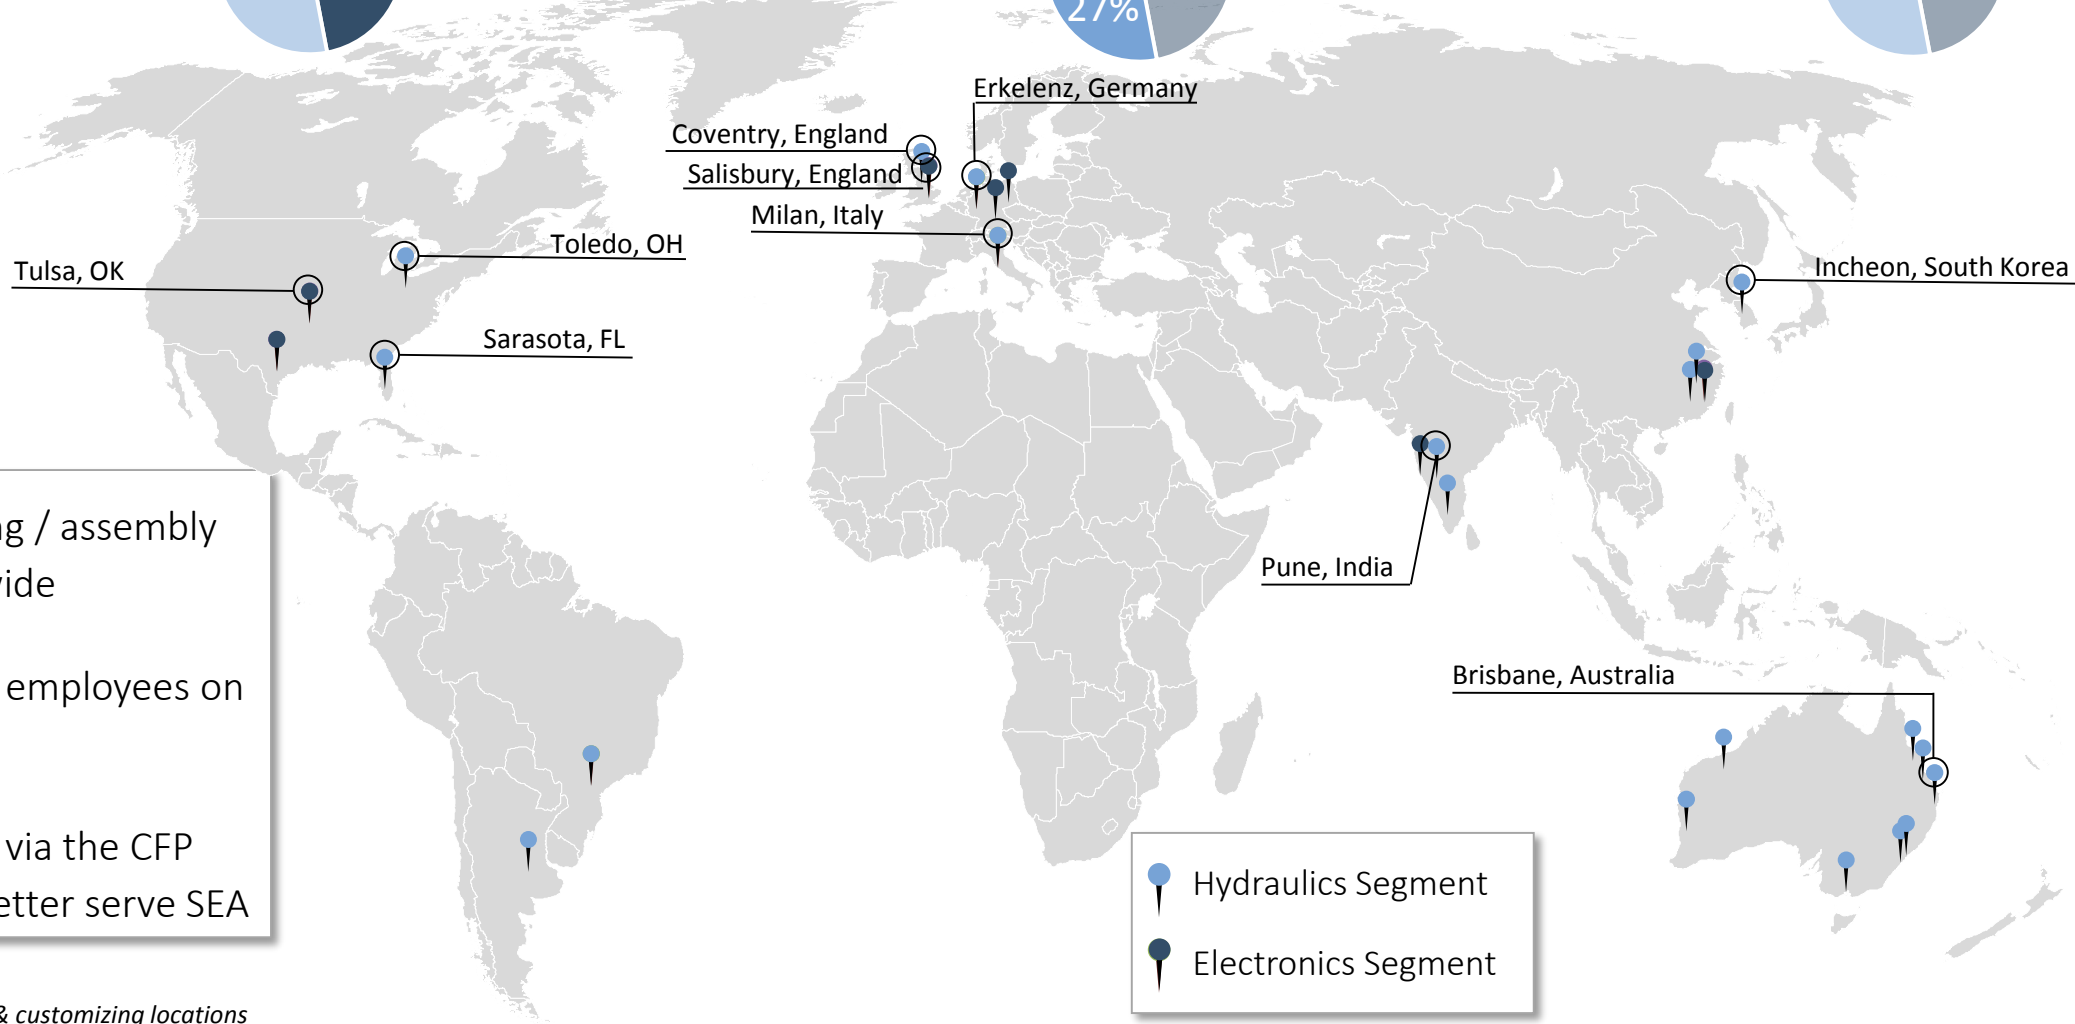 27%
Erkelenz, Germany
Coventry, England
Salisbury, England
Milan, Italy
Toledo, OH
Tulsa, OK
Incheon, South Korea
Sarasota, FL
Pune, India
Brisbane, Australia
g / assembly
employees on
via the CFP
etter serve SEA
Hydraulics Segment
Electronics Segment
& customizing locations